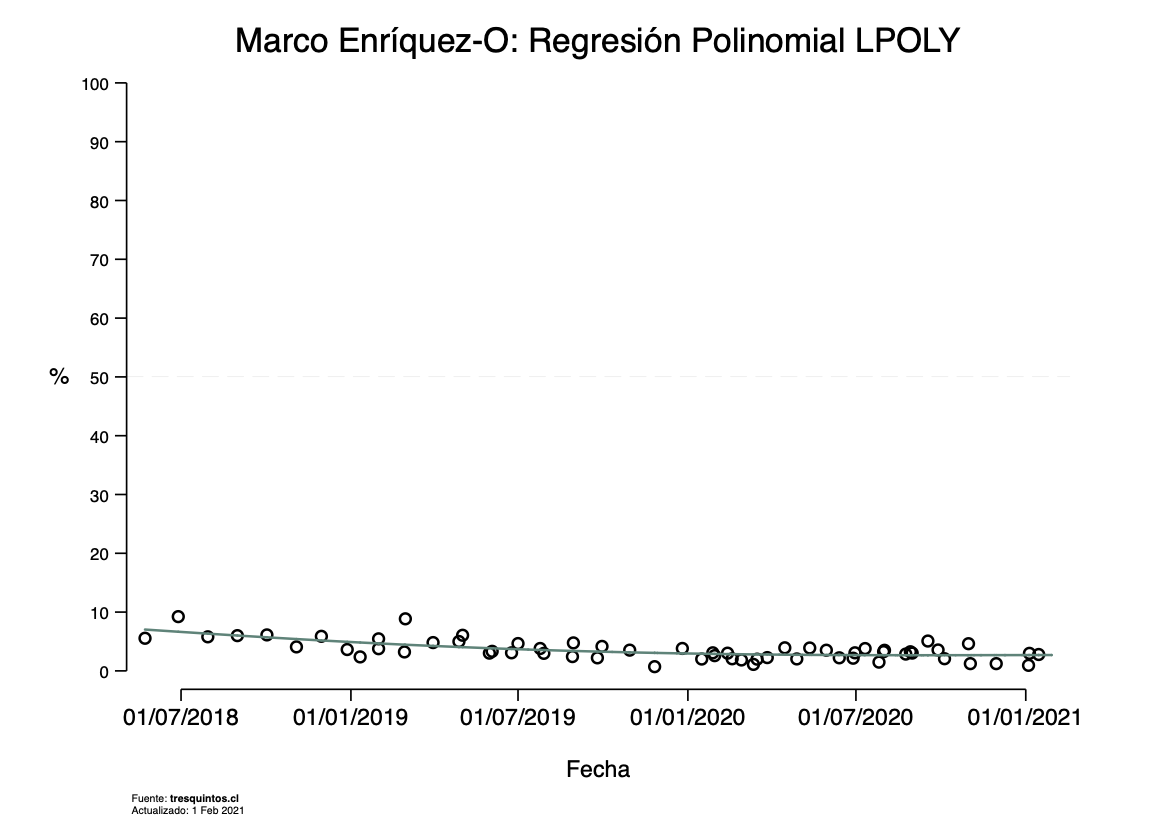 Marco Enríquez-O: Regresión Polinomial LPOLY
100
90
80
70
60
% 50
40
30
20
10
0
01/07/2018 01/01/2019 01/07/2019 01/01/2020 01/07/2020 01/01/2021
Fecha
Fuente: tresquintos.cl
Actualizado: 1 Feb 2021